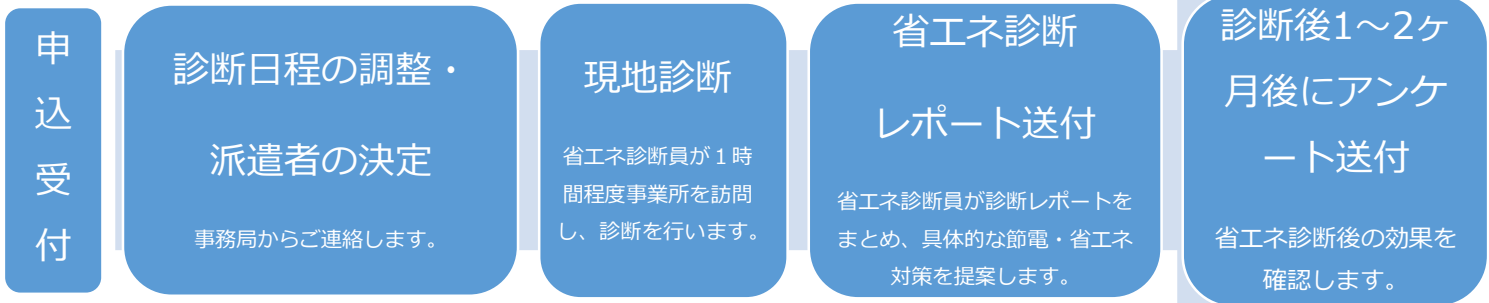 申
込
受
付
診断日程の調整・
派遣者の決定
事務局からご連絡します。
現地診断
省エネ診断員が１時
間程度事業所を訪問
し、診断を行います。
省エネ診断
レポート送付
省エネ診断員が診断レポートを
まとめ、具体的な節電・省エネ
対策を提案します。
診断後1～2ヶ
月後にアンケ
ート送付
省エネ診断後の効果を
確認します。